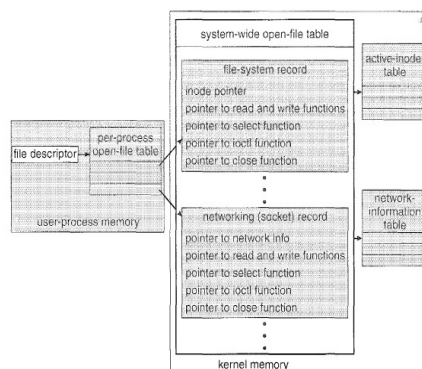 system-wide open-file table
file-system record
inode pointer
pointer to read and write functions
pointer to select function
pointer to ioctl function
pointer to close function
active-inode
table
per-process
open-file table
file descriptor
user-process memory
networking (socket) record
pointer to network info
pointer to read and write functions
pointer to select function
pointer to ioctl function
pointer to close function
network-
information
table
kernel memory